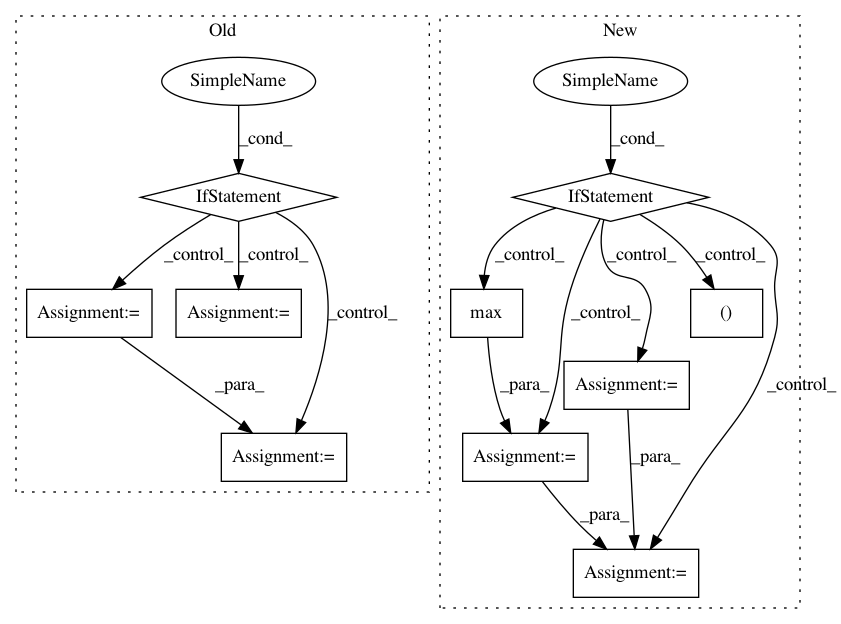 Old
New
SimpleName
SimpleName
_cond_
_cond_
IfStatement
IfStatement
_control_
_control_
_control_
_control_
_control_
Assignment:=
Assignment:=
_control_
max
_control_
()
_para_
_para_
Assignment:=
_control_
Assignment:=
Assignment:=
_para_
_para_
Assignment:=